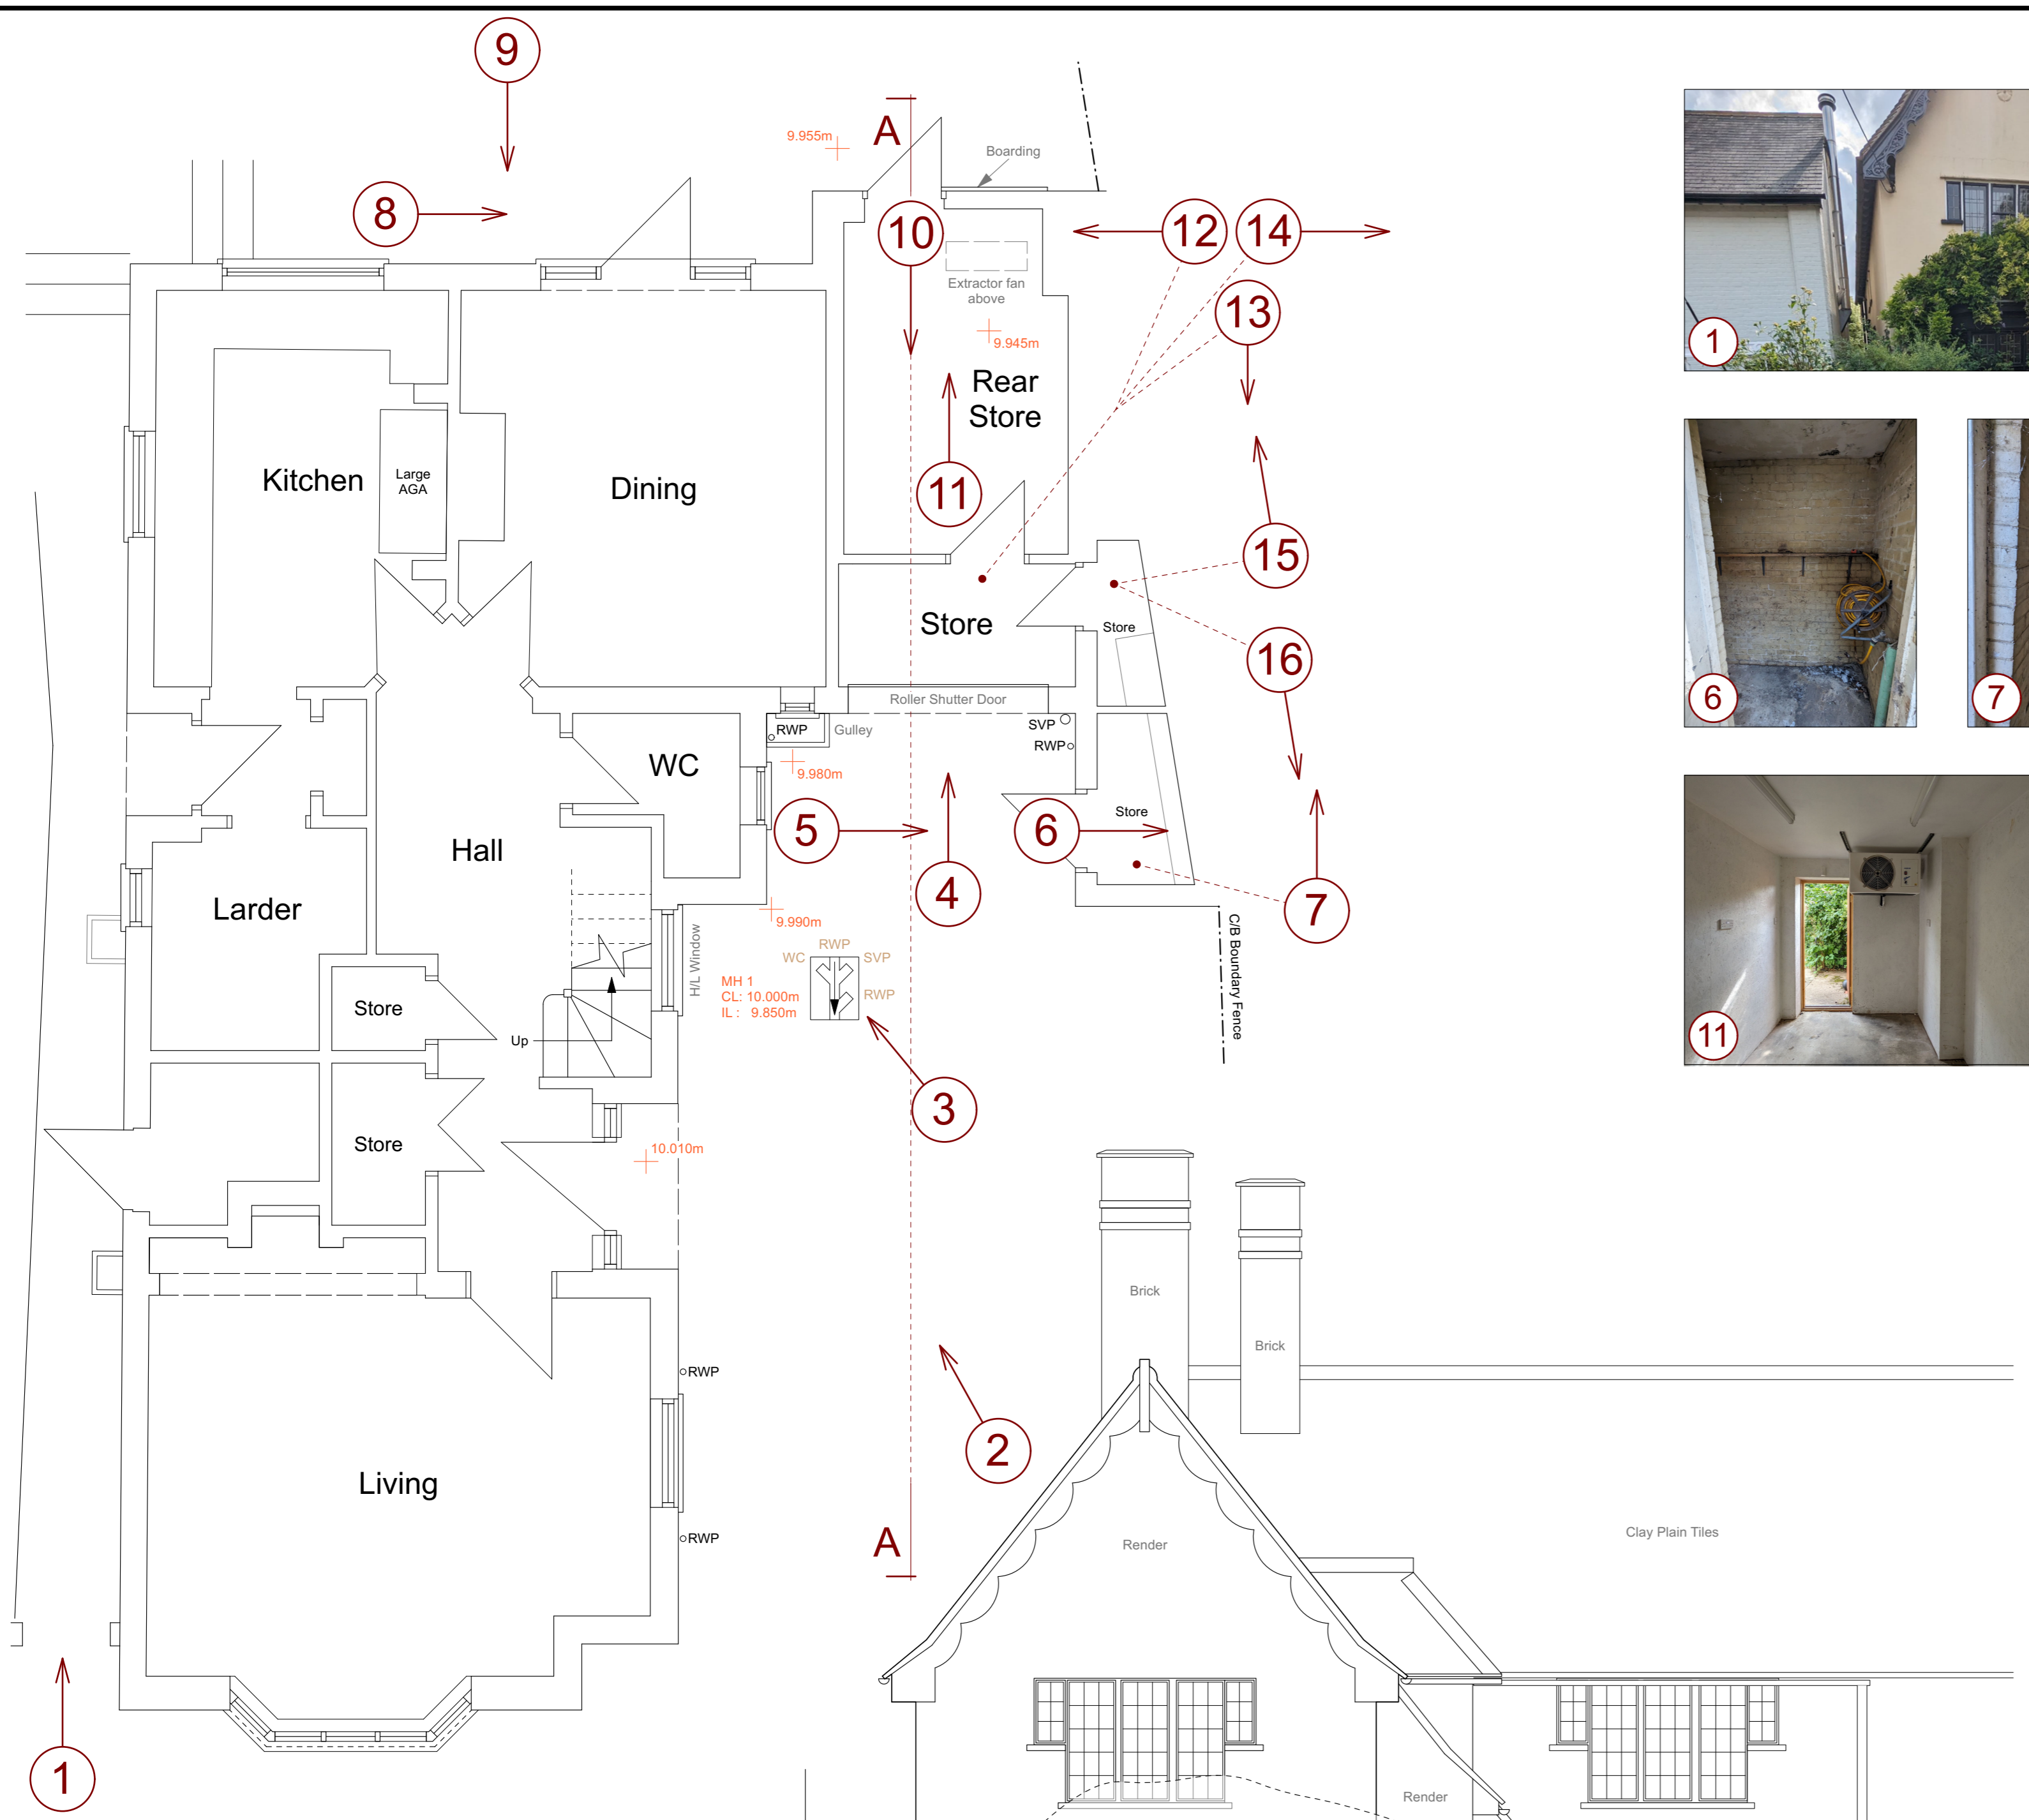 9
A
9.955m
Boarding
8
10
12
14
Extractor fan
above
13
9.945m
1
Rear
Store
Kitchen
Large
AGA
Dining
11
15
Store
Store
16
6
7
Roller Shutter Door
RWP
Gulley
SVP
RWP
WC
9.980m
5
6
Store
Hall
4
Larder
7
9.990m
C/B Boundary Fence
H/L Window
RWP
WC
SVP
MH 1
CL: 10.000m
IL : 9.850m
RWP
Store
Up
11
3
Store
10.010m
Brick
Brick
RWP
2
Living
RWP
A
Render
Clay Plain Tiles
1
Render